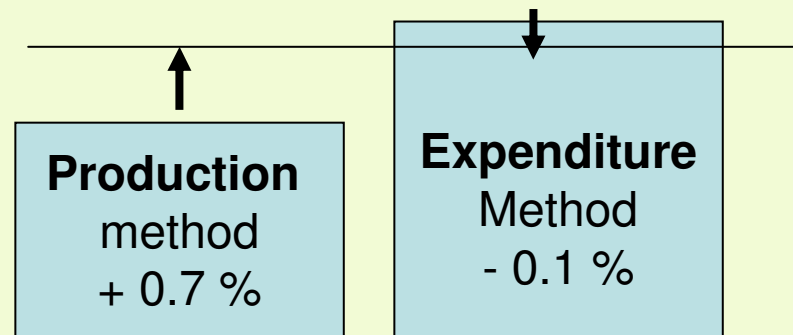 Production
method
+ 0.7 %
Expenditure
Method
- 0.1 %